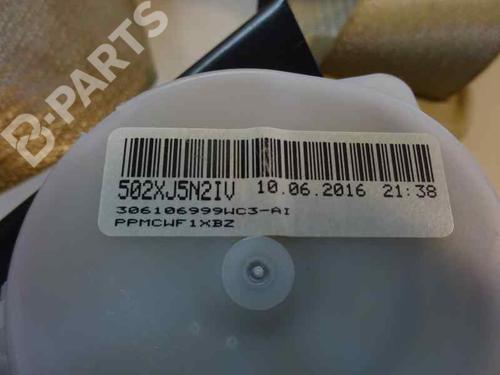 B-PARTS
502XJ5N2IV 10.06.2016 21:38
306106999WC3-AI
PPMCWF1XBZ